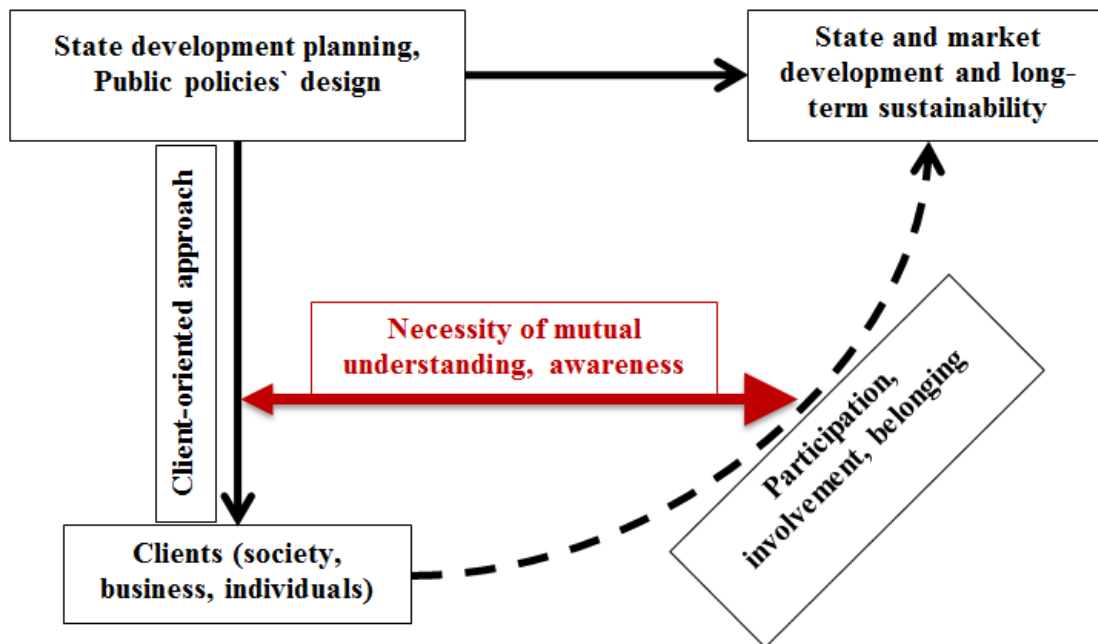 State development planning,
Public policies` design
State and market
development and long-
term sustainability
Client-oriented approach
Necessity of mutual
understanding,  awareness
Participation,
involvement, belonging
Clients (society,
business, individuals)